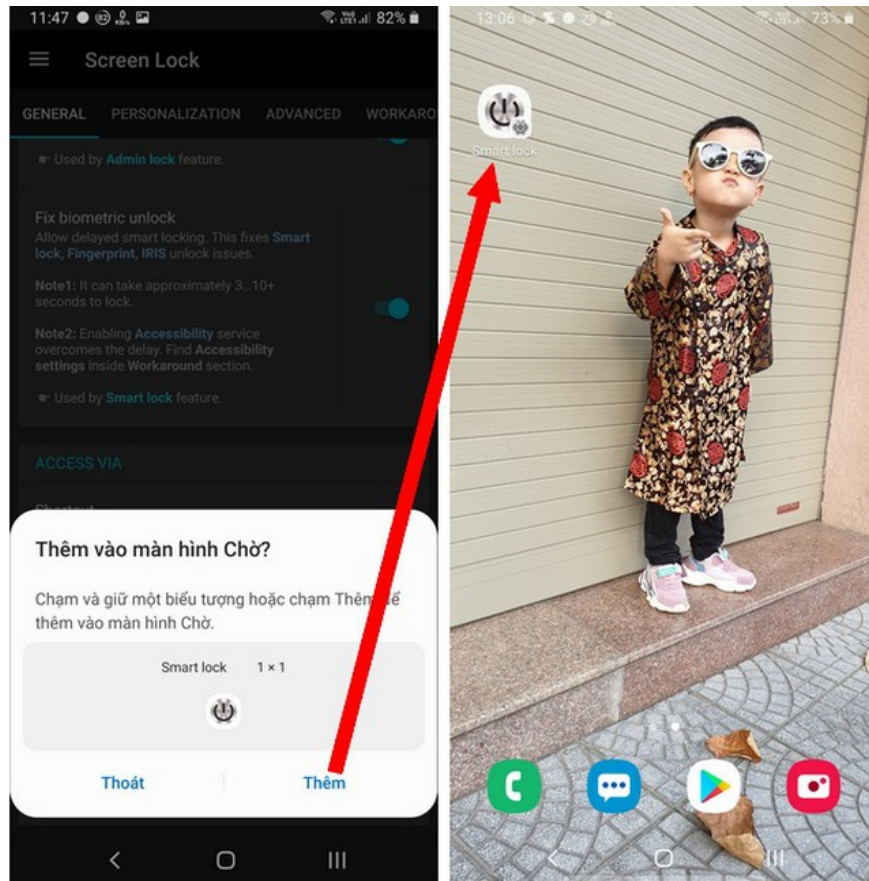 11:47
82%
Screen Lock
GENERAL PERSONALIZATION ADVANCED WORKARO
Used by Admin lock feature.
Fix biometric unlock
Allow delayed smart locking. This fixes Smart
lock, Fingerprint, IRIS unlock issues.
Note1: It can take approximately 3...10+
seconds to lock.
Note2: Enabling Accessibility service
overcomes the delay. Find Accessibility
settings inside Workaround section.
Used by Smart lock feature.
ACCESS VIA
Shortcut
Thêm vào màn hình Chờ?
Chạm và giữ một biểu tượng hoặc chạm Thêm để
thêm vào màn hình Chờ.
Smart lock 1 × 1
Thoát Thêm
13:06
73%
Smart lock